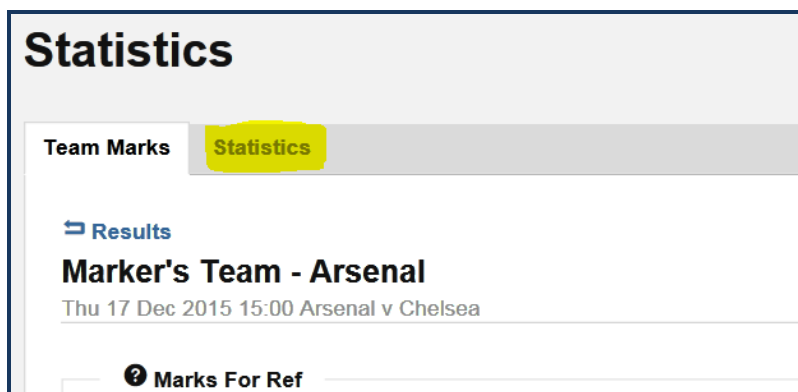 Statistics
Team Marks Statistics
Results
Marker's Team - Arsenal
Thu 17 Dec 2015 15:00 Arsenal v Chelsea
Marks For Ref